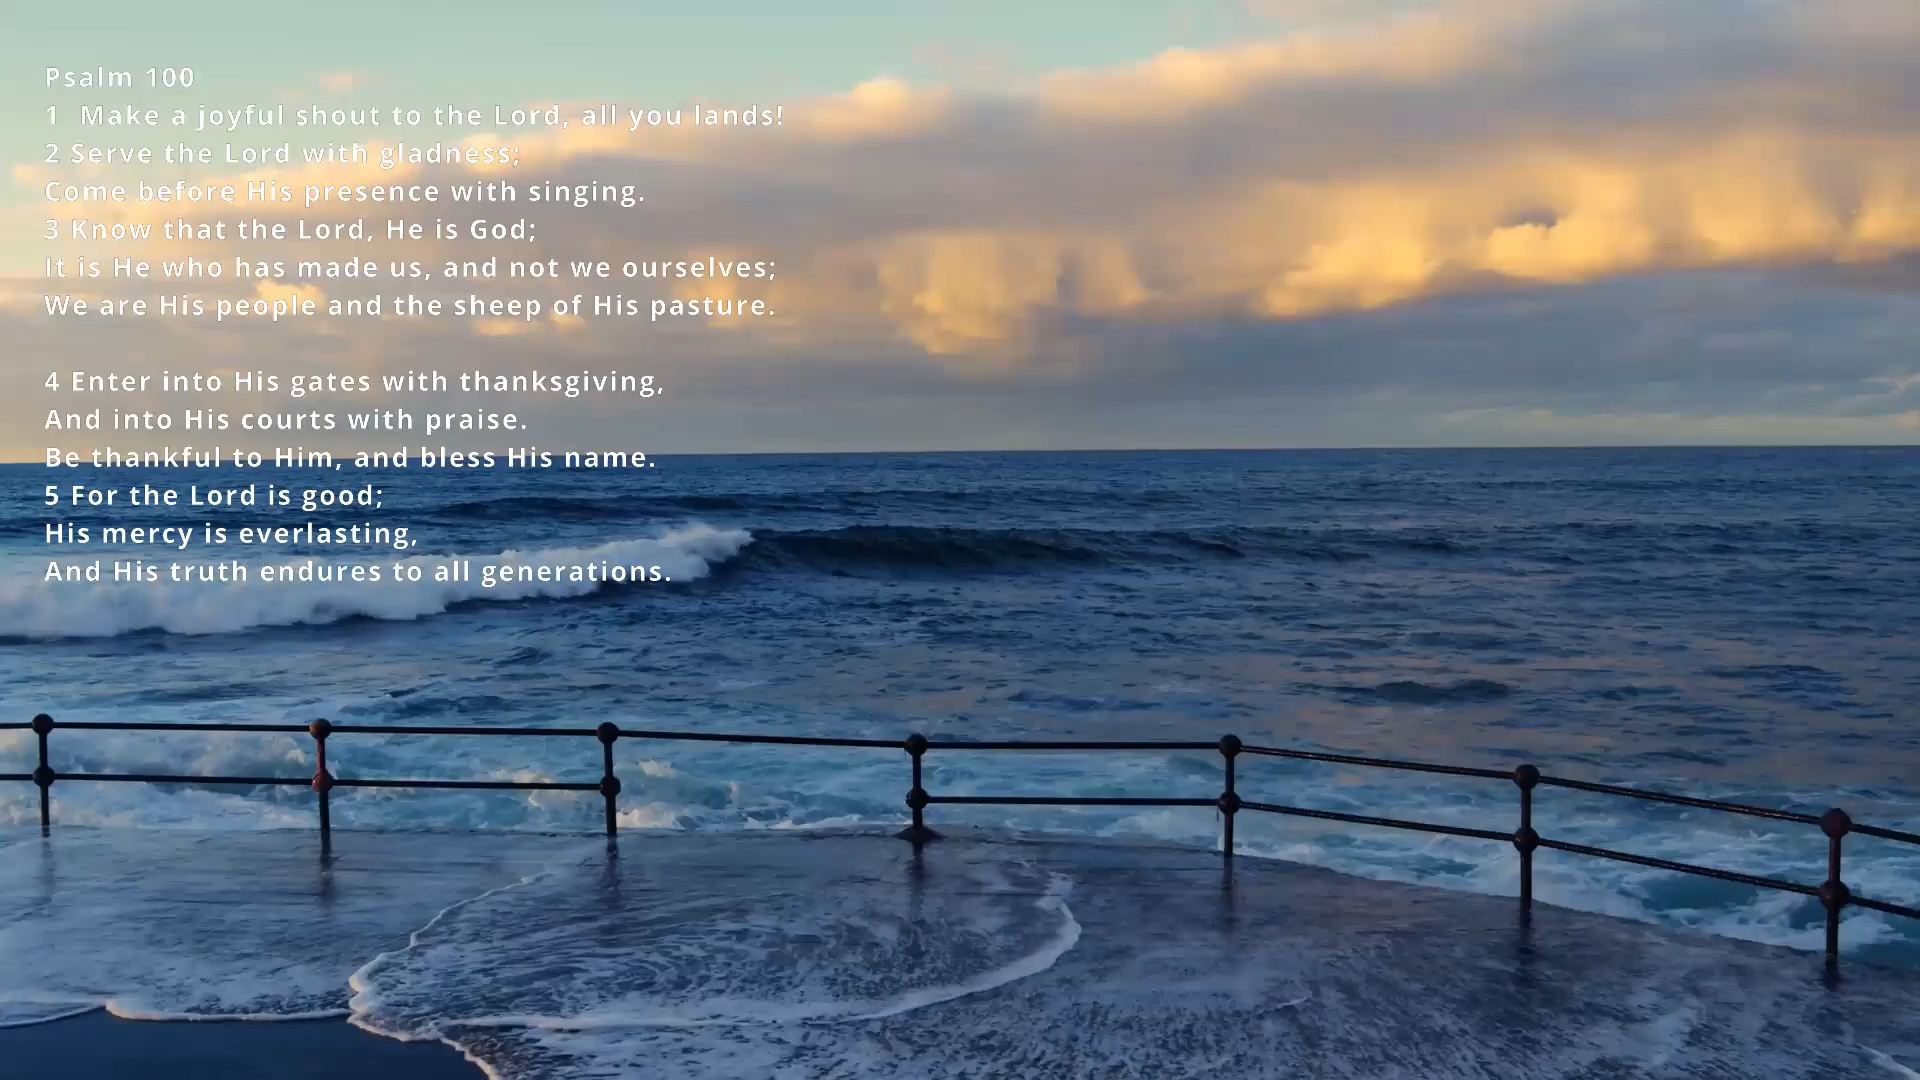 Psalm 100
1  Make a joyful shout to the Lord, all you lands!
2 Serve the Lord with gladness;
Come before His presence with singing.
3 Know that the Lord, He is God;
It is He who has made us, and not we ourselves;
We are His people and the sheep of His pasture.
4 Enter into His gates with thanksgiving,
And into His courts with praise.
Be thankful to Him, and bless His name.
5 For the Lord is good;
His mercy is everlasting,
And His truth endures to all generations.